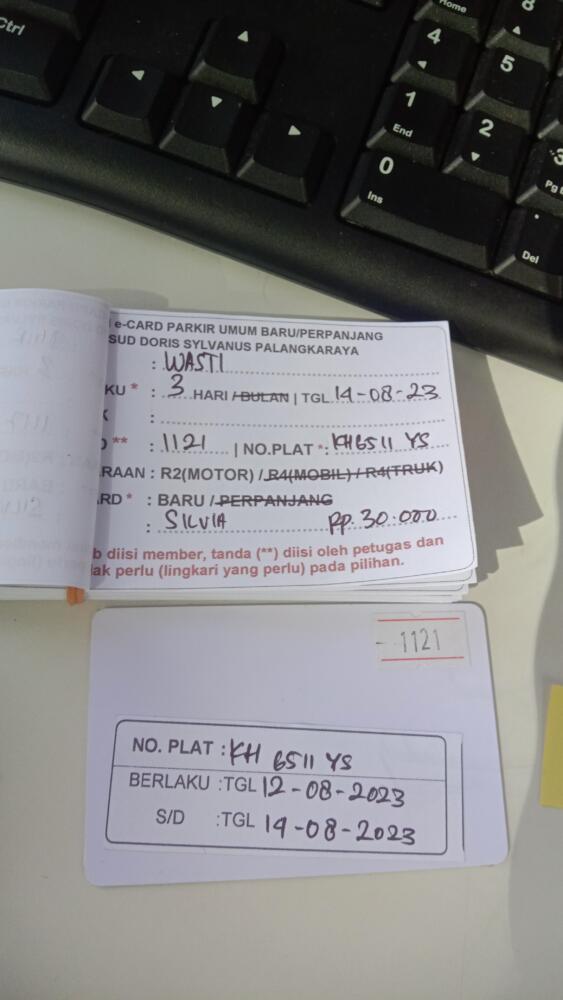 Ctrl
Home
8
4
5
1
End
2
3
Pg
0
Ins
.
Del
e-CARD PARKIR UMUM BARU/PERPANJANG
SUD DORIS SYLVANUS PALANGKARAYA
: WASTI
KU * : 3 HARI /BULAN | TGL 14-08-23
:
** : 1121 | NO.PLAT *: KH 6511 YS
RAAN : R2(MOTOR) / R4(MOBIL) / R4(TRUK)
RD * : BARU / PERPANJANG
: SILVIA Rp. 30.000
b diisi member, tanda (**) diisi oleh petugas dan
ak perlu (lingkari yang perlu) pada pilihan.
- 1121
NO. PLAT : KH 6511 YS
BERLAKU : TGL 12-08-2023
S/D : TGL 14-08-2023